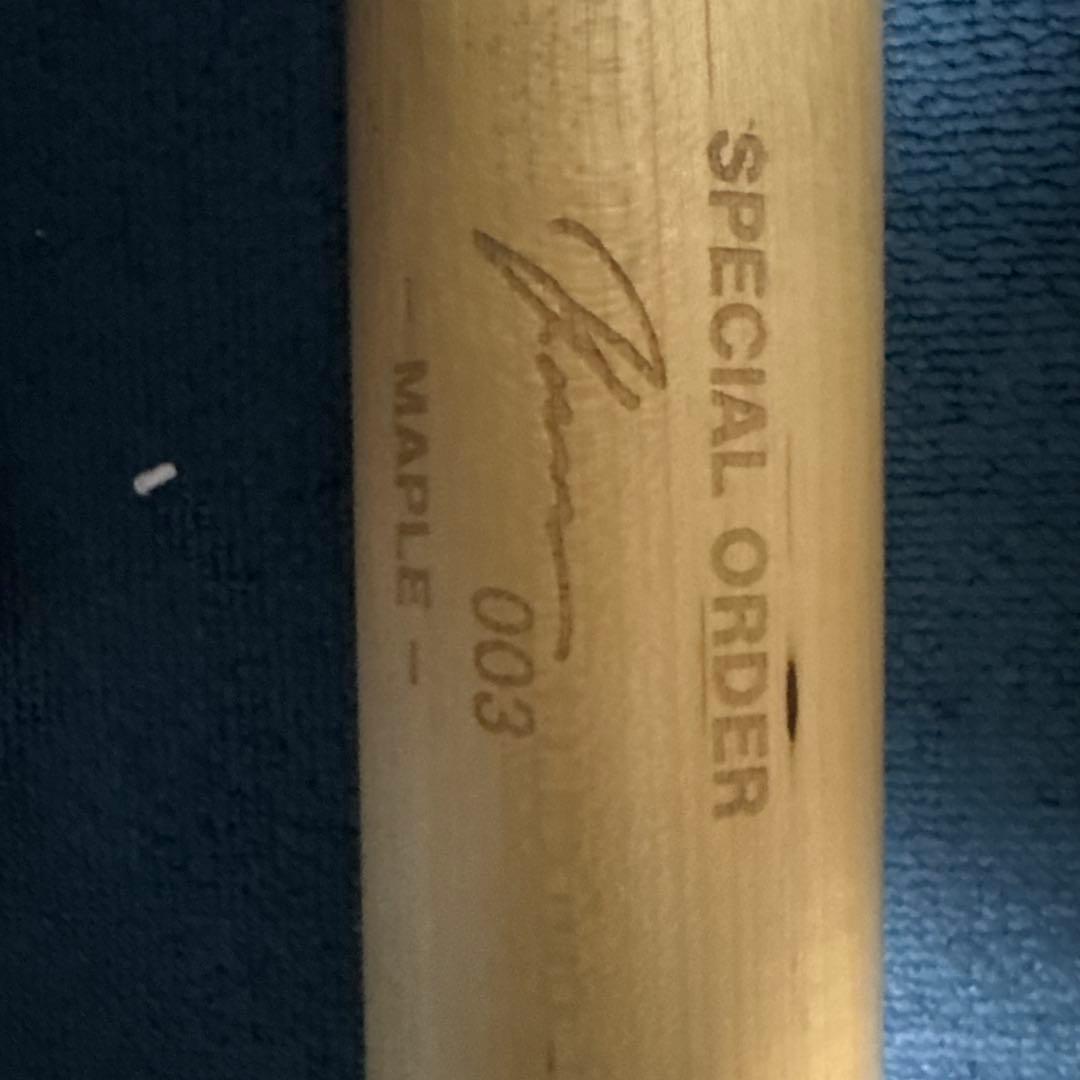 SPECIAL ORDER
003
- MAPLE -